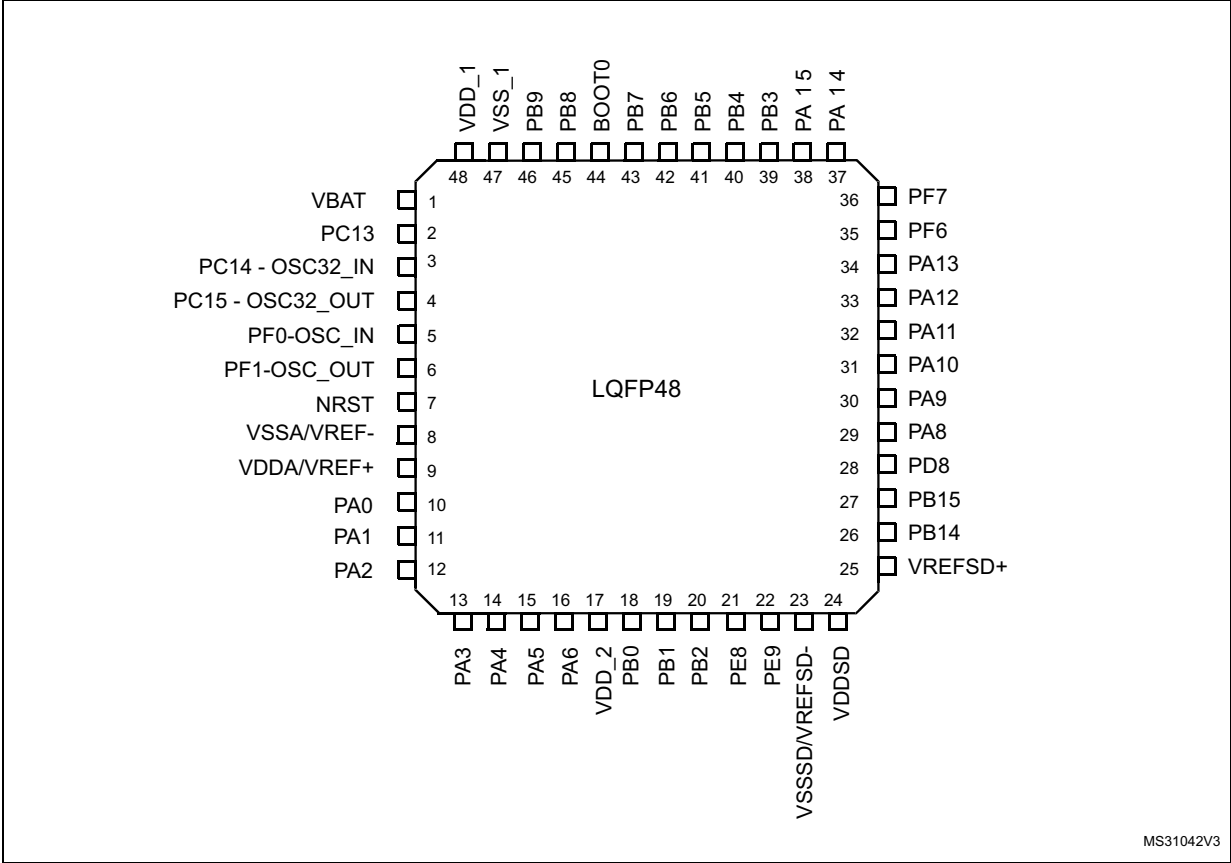 VDD_1
VSS_1
PB9
PB8
BOOT0
PB7
PB6
PB5
PB4
PB3
PA 15
PA 14
48 47 46 45 44 43 42 41 40 39 38 37
VBAT 1
PC13 2
PC14 - OSC32_IN 3
PC15 - OSC32_OUT 4
PF0-OSC_IN 5
PF1-OSC_OUT 6
NRST 7
VSSA/VREF- 8
VDDA/VREF+ 9
PA0 10
PA1 11
PA2 12
LQFP48
36 PF7
35 PF6
34 PA13
33 PA12
32 PA11
31 PA10
30 PA9
29 PA8
28 PD8
27 PB15
26 PB14
25 VREFSD+
13 14 15 16 17 18 19 20 21 22 23 24
PA3
PA4
PA5
PA6
VDD_2
PB0
PB1
PB2
PE8
PE9
VSSSD/VREFSD-
VDDSD
MS31042V3